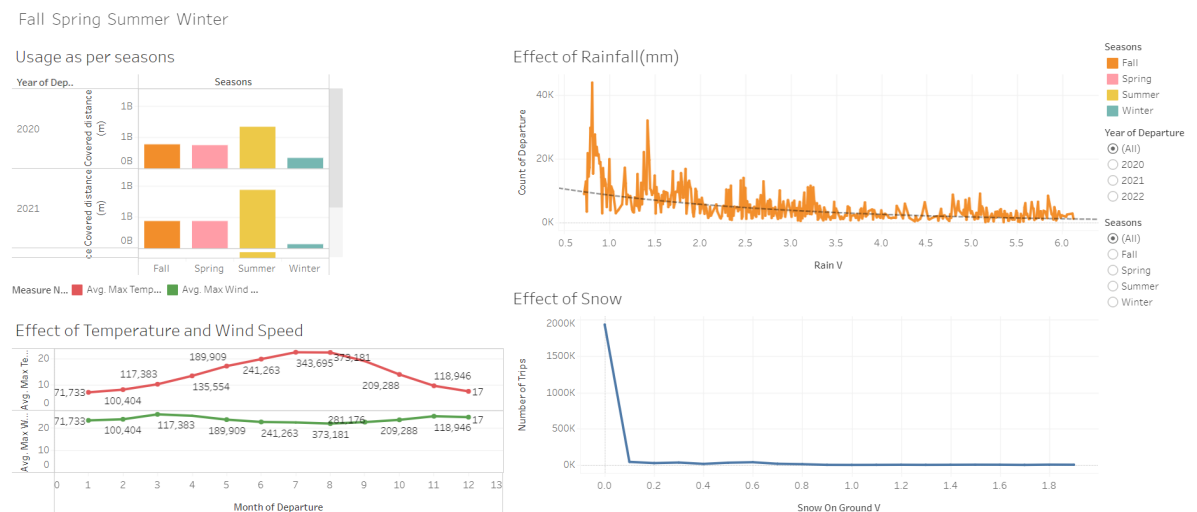 Fall Spring Summer Winter
Usage as per seasons
Year of Dep..
Seasons
2020
Covered distance (m)
1B
1B
0B
2021
Covered distance (m)
1B
1B
0B
ce
Fall Spring Summer Winter
Measure N... Avg. Max Temp... Avg. Max Wind ...
Effect of Temperature and Wind Speed
Avg. Max Te...
20
10
0
71,733
100,404
117,383
135,554
189,909
241,263
343,695
373,181
209,288
118,946
17
Avg. Max W...
20
10
0
71,733
100,404
117,383
189,909
241,263
281,176
373,181
209,288
118,946
17
0 1 2 3 4 5 6 7 8 9 10 11 12 13
Month of Departure
Effect of Rainfall(mm)
Count of Departure
40K
20K
0K
0.5 1.0 1.5 2.0 2.5 3.0 3.5 4.0 4.5 5.0 5.5 6.0
Rain V
Effect of Snow
Number of Trips
2000K
1500K
1000K
500K
0K
0.0 0.2 0.4 0.6 0.8 1.0 1.2 1.4 1.6 1.8
Snow On Ground V
Seasons
Fall
Spring
Summer
Winter
Year of Departure
(All)
2020
2021
2022
Seasons
(All)
Fall
Spring
Summer
Winter